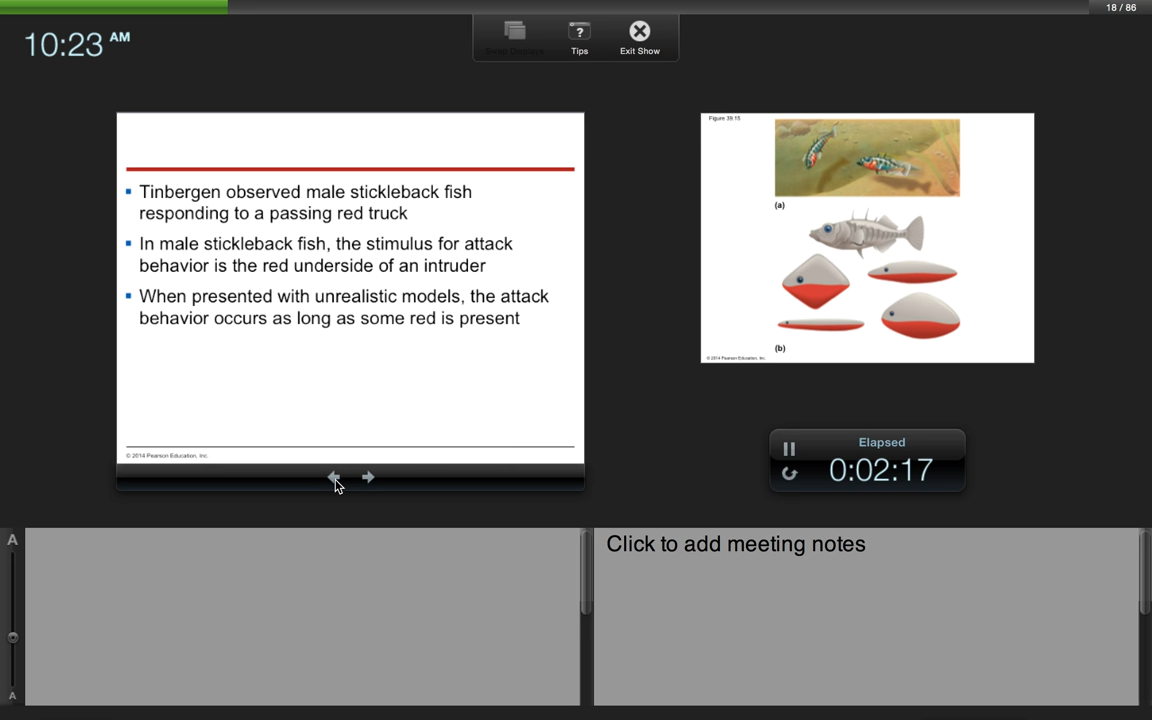 18 / 86
10:23 AM
Swap Displays
Tips
Exit Show
Tinbergen observed male stickleback fish
responding to a passing red truck
In male stickleback fish, the stimulus for attack
behavior is the red underside of an intruder
When presented with unrealistic models, the attack
behavior occurs as long as some red is present
© 2014 Pearson Education, Inc.
Figure 39.15
(a)
(b)
© 2014 Pearson Education, Inc.
Elapsed
0:02:17
A
A
Click to add meeting notes